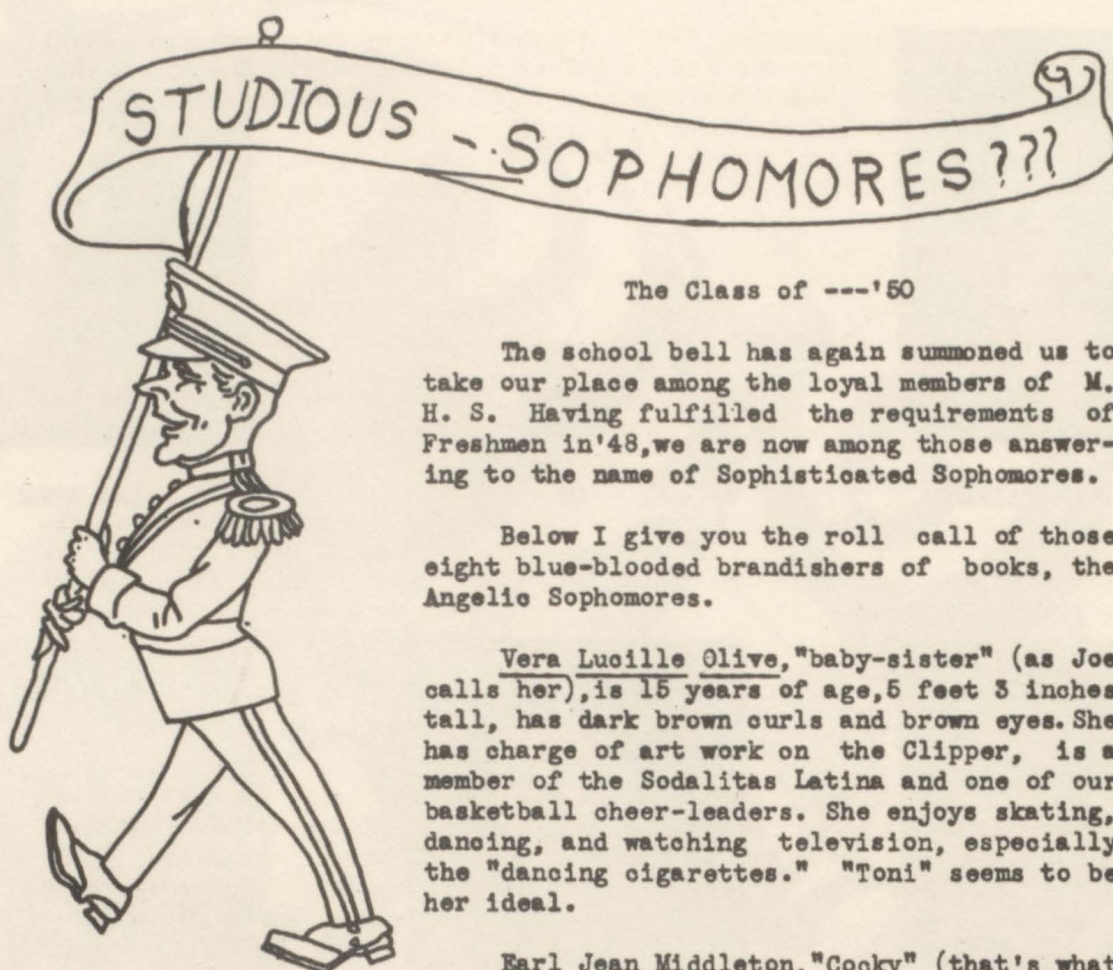 STUDIOUS - SOPHOMORES???
The Class of ---'50
The school bell has again summoned us to
take our place among the loyal members of M.
H. S. Having fulfilled the requirements of
Freshmen in'48,we are now among those answer-
ing to the name of Sophisticated Sophomores.
Below I give you the roll call of those
eight blue-blooded brandishers of books, the
Angelic Sophomores.
Vera Lucille Olive,"baby-sister" (as Joe
calls her),is 15 years of age,5 feet 3 inches
tall, has dark brown curls and brown eyes. She
has charge of art work on the Clipper, is a
member of the Sodalitas Latina and one of our
basketball cheer-leaders. She enjoys skating,
dancing, and watching television, especially
the "dancing cigarettes." "Toni" seems to be
her ideal.
Earl Jean Middleton,"Cocky" (that's what